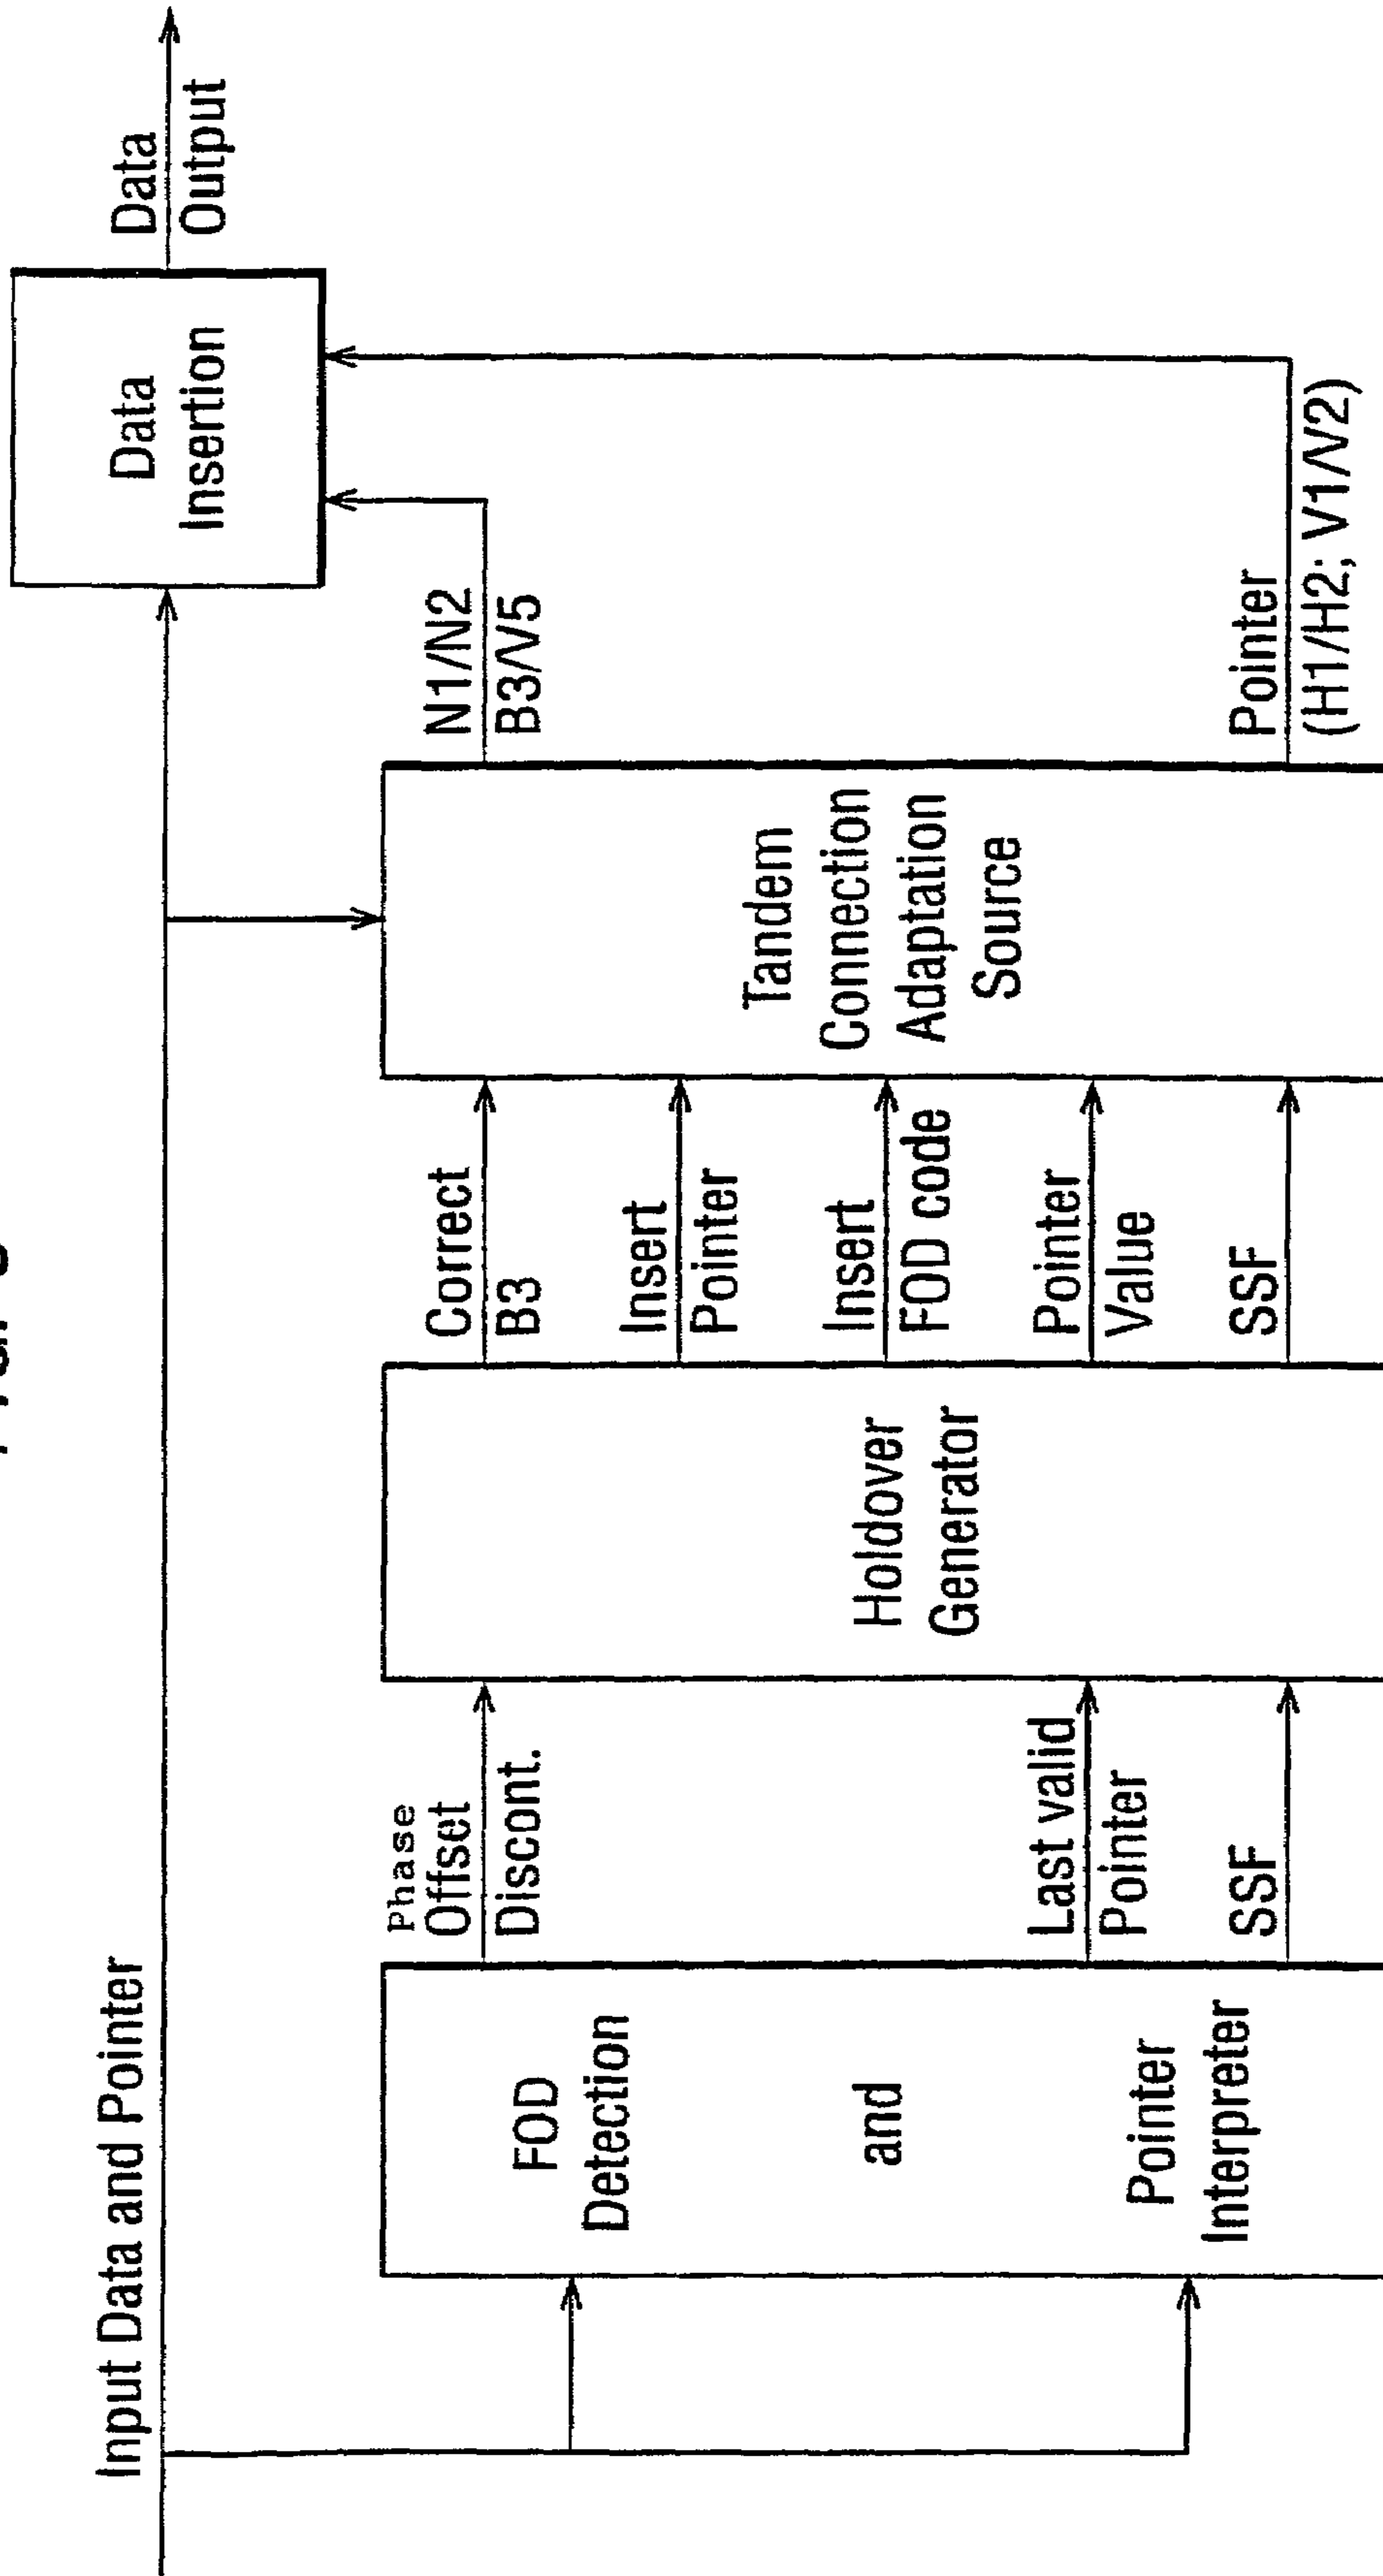 Input Data and Pointer
FOD
Detection
and
Pointer
Interpreter
Phase
Offset
Discont.
Last valid
Pointer
SSF
Holdover
Generator
Correct
B3
Insert
Pointer
Insert
FOD code
Pointer
Value
SSF
Tandem
Connection
Adaptation
Source
N1/N2
B3/V5
Pointer
(H1/H2; V1/V2)
Data
Insertion
Data
Output